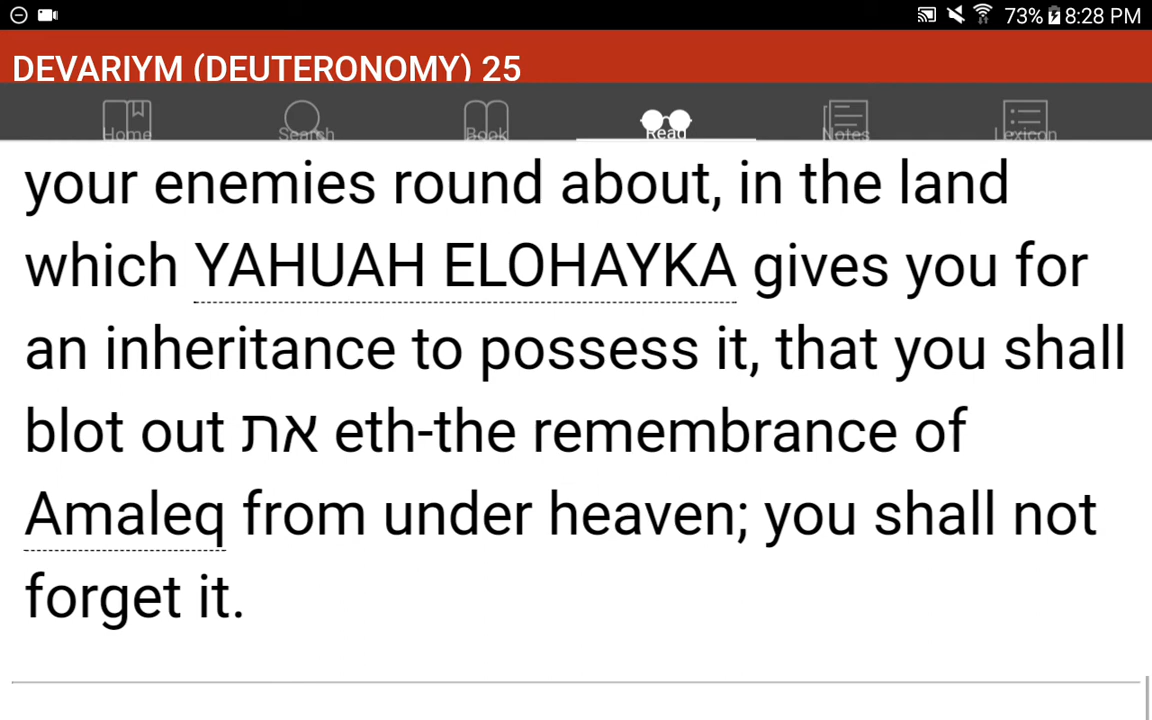 73% 8:28 PM
DEVARIYM (DEUTERONOMY) 25
Home Search Book Read Notes Lexicon
your enemies round about, in the land
which YAHUAH ELOHAYKA gives you for
an inheritance to possess it, that you shall
blot out את eth-the remembrance of
Amaleq from under heaven; you shall not
forget it.